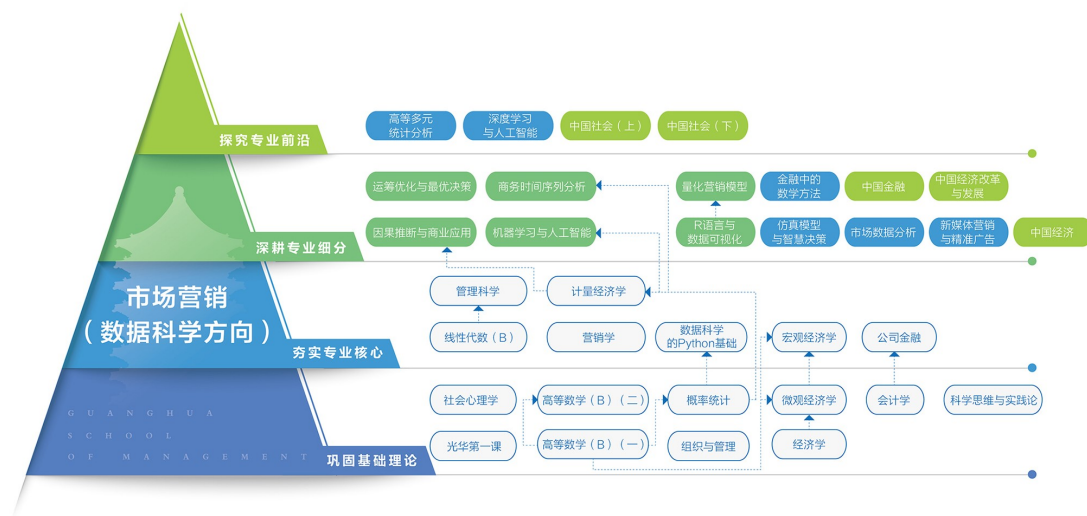 高等多元
统计分析
深度学习
与人工智能
中国社会（上）
中国社会（下）
探究专业前沿
运筹优化与最优决策
商务时间序列分析
量化营销模型
金融中的
数学方法
中国金融
中国经济改革
与发展
因果推断与商业应用
机器学习与人工智能
R语言与
数据可视化
仿真模型
与智慧决策
市场数据分析
新媒体营销
与精准广告
中国经济
深耕专业细分
市场营销
（数据科学方向）
管理科学
计量经济学
线性代数（B）
营销学
数据科学
的Python基础
宏观经济学
公司金融
夯实专业核心
社会心理学
高等数学（B）（二）
概率统计
微观经济学
会计学
科学思维与实践论
光华第一课
高等数学（B）（一）
组织与管理
经济学
GUANGHUA
SCHOOL
OF MANAGEMENT
巩固基础理论